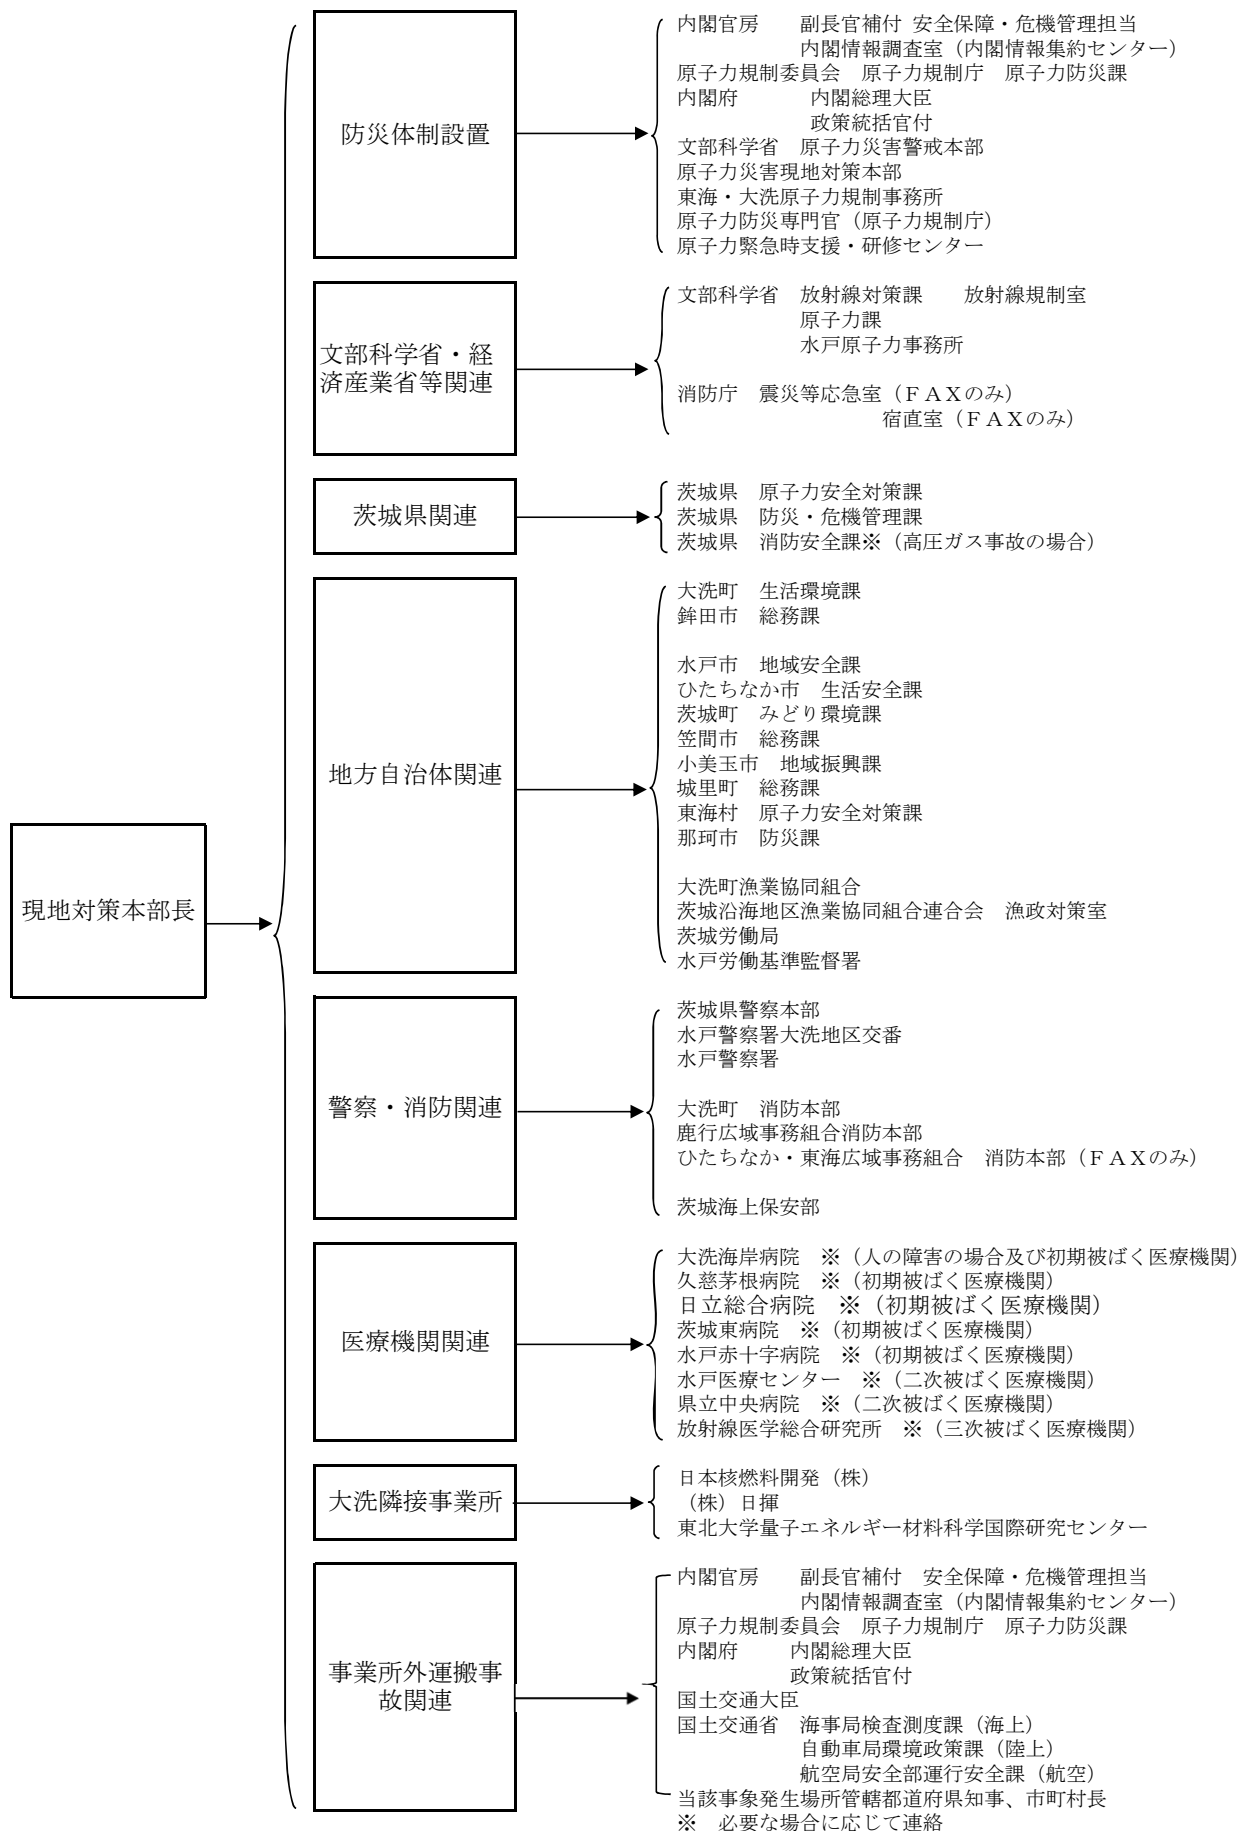 現地対策本部長
防災体制設置
内閣官房　　副長官補付 安全保障・危機管理担当
内閣情報調査室（内閣情報集約センター）
原子力規制委員会　原子力規制庁　原子力防災課
内閣府　　　内閣総理大臣
政策統括官付
文部科学省　原子力災害警戒本部
原子力災害現地対策本部
東海・大洗原子力規制事務所
原子力防災専門官（原子力規制庁）
原子力緊急時支援・研修センター
文部科学省・経
済産業省等関連
文部科学省　放射線対策課　　放射線規制室
原子力課
水戸原子力事務所
消防庁　震災等応急室（ＦＡＸのみ）
宿直室（ＦＡＸのみ）
茨城県関連
茨城県　原子力安全対策課
茨城県　防災・危機管理課
茨城県　消防安全課※（高圧ガス事故の場合）
地方自治体関連
大洗町　生活環境課
鉾田市　総務課
水戸市　地域安全課
ひたちなか市　生活安全課
茨城町　みどり環境課
笠間市　総務課
小美玉市　地域振興課
城里町　総務課
東海村　原子力安全対策課
那珂市　防災課
大洗町漁業協同組合
茨城沿海地区漁業協同組合連合会　漁政対策室
茨城労働局
水戸労働基準監督署
警察・消防関連
茨城県警察本部
水戸警察署大洗地区交番
水戸警察署
大洗町　消防本部
鹿行広域事務組合消防本部
ひたちなか・東海広域事務組合　消防本部（ＦＡＸのみ）
茨城海上保安部
医療機関関連
大洗海岸病院　※（人の障害の場合及び初期被ばく医療機関）
久慈茅根病院　※（初期被ばく医療機関）
日立総合病院　※（初期被ばく医療機関）
茨城東病院　※（初期被ばく医療機関）
水戸赤十字病院　※（初期被ばく医療機関）
水戸医療センター　※（二次被ばく医療機関）
県立中央病院　※（二次被ばく医療機関）
放射線医学総合研究所　※（三次被ばく医療機関）
大洗隣接事業所
日本核燃料開発（株）
（株）日揮
東北大学量子エネルギー材料科学国際研究センター
事業所外運搬事
故関連
内閣官房　　副長官補付　安全保障・危機管理担当
内閣情報調査室（内閣情報集約センター）
原子力規制委員会　原子力規制庁　原子力防災課
内閣府　　内閣総理大臣
政策統括官付
国土交通大臣
国土交通省　海事局検査測度課（海上）
自動車局環境政策課（陸上）
航空局安全部運行安全課（航空）
当該事象発生場所管轄都道府県知事、市町村長
※　必要な場合に応じて連絡